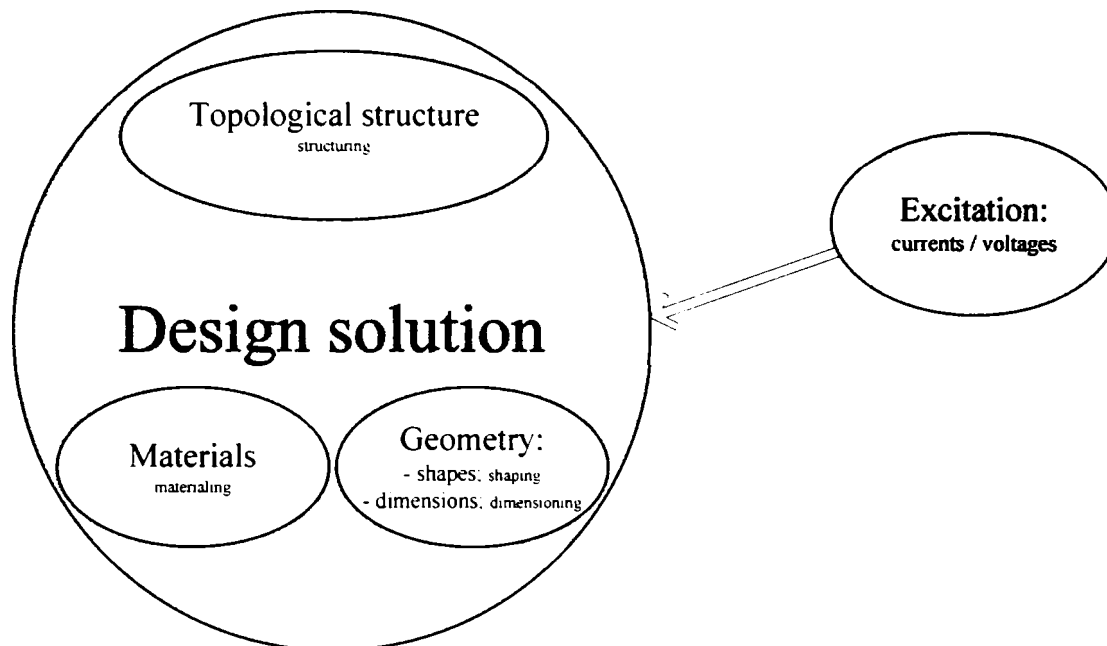 Topological structure
structuring
Excitation:
currents / voltages
Design solution
Materials
materialing
Geometry:
- shapes: shaping
- dimensions: dimensioning